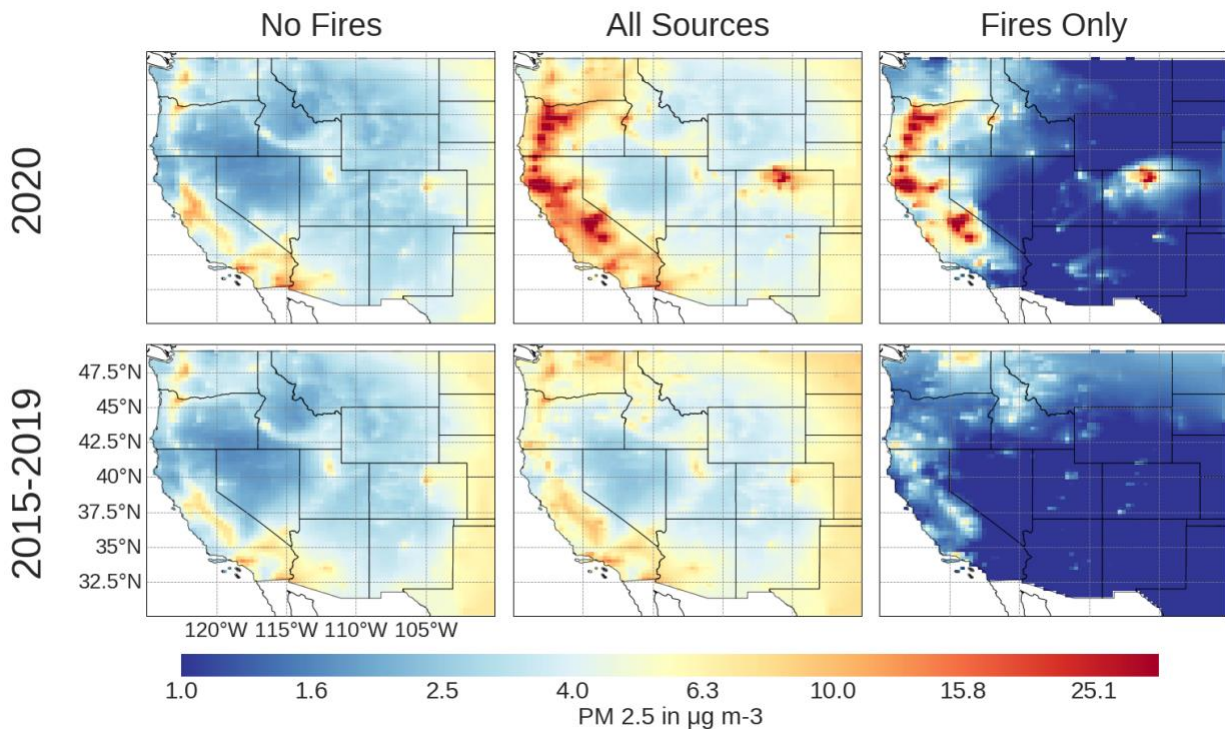 No Fires All Sources Fires Only
2020
2015-2019
47.5°N
45°N
42.5°N
40°N
37.5°N
35°N
32.5°N
120°W 115°W 110°W 105°W
1.0 1.6 2.5 4.0 6.3 10.0 15.8 25.1
PM 2.5 in µg m-3